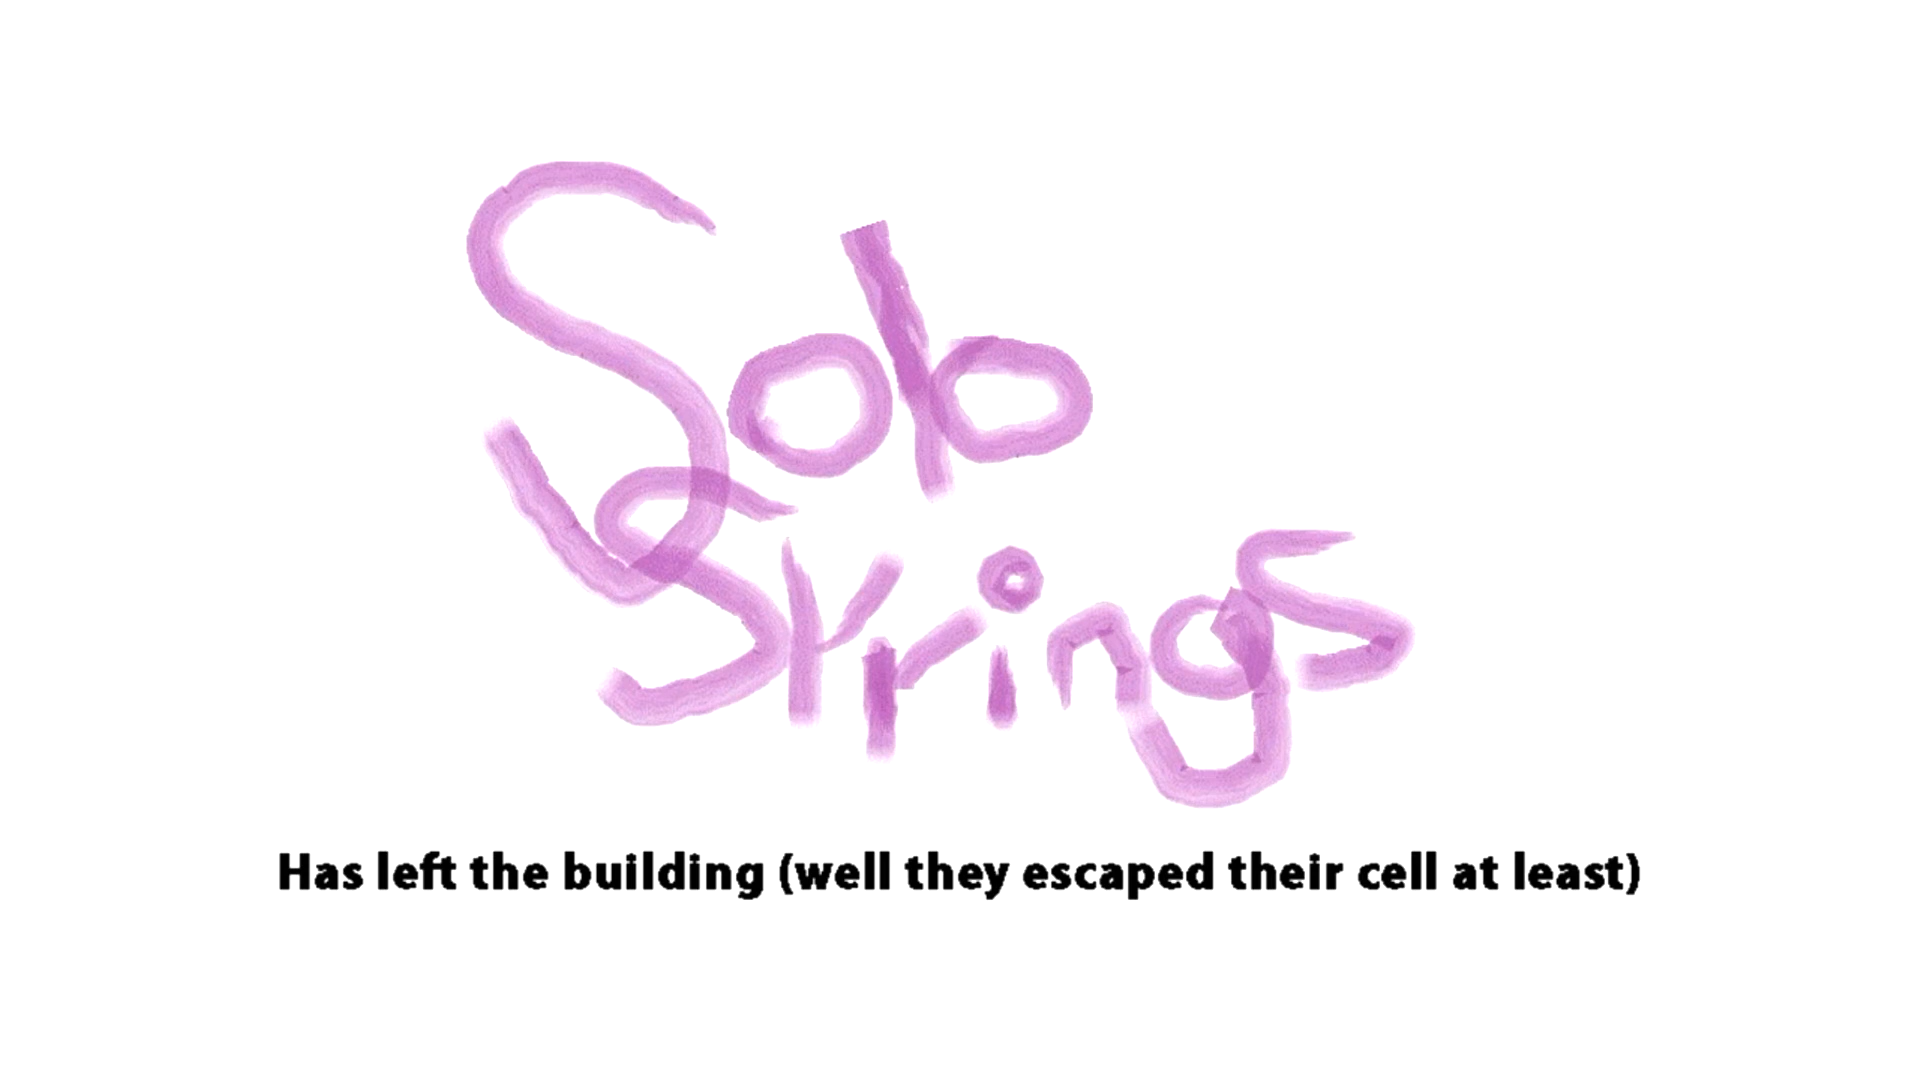 Solo
Strings
Has left the building (well they escaped their cell at least)